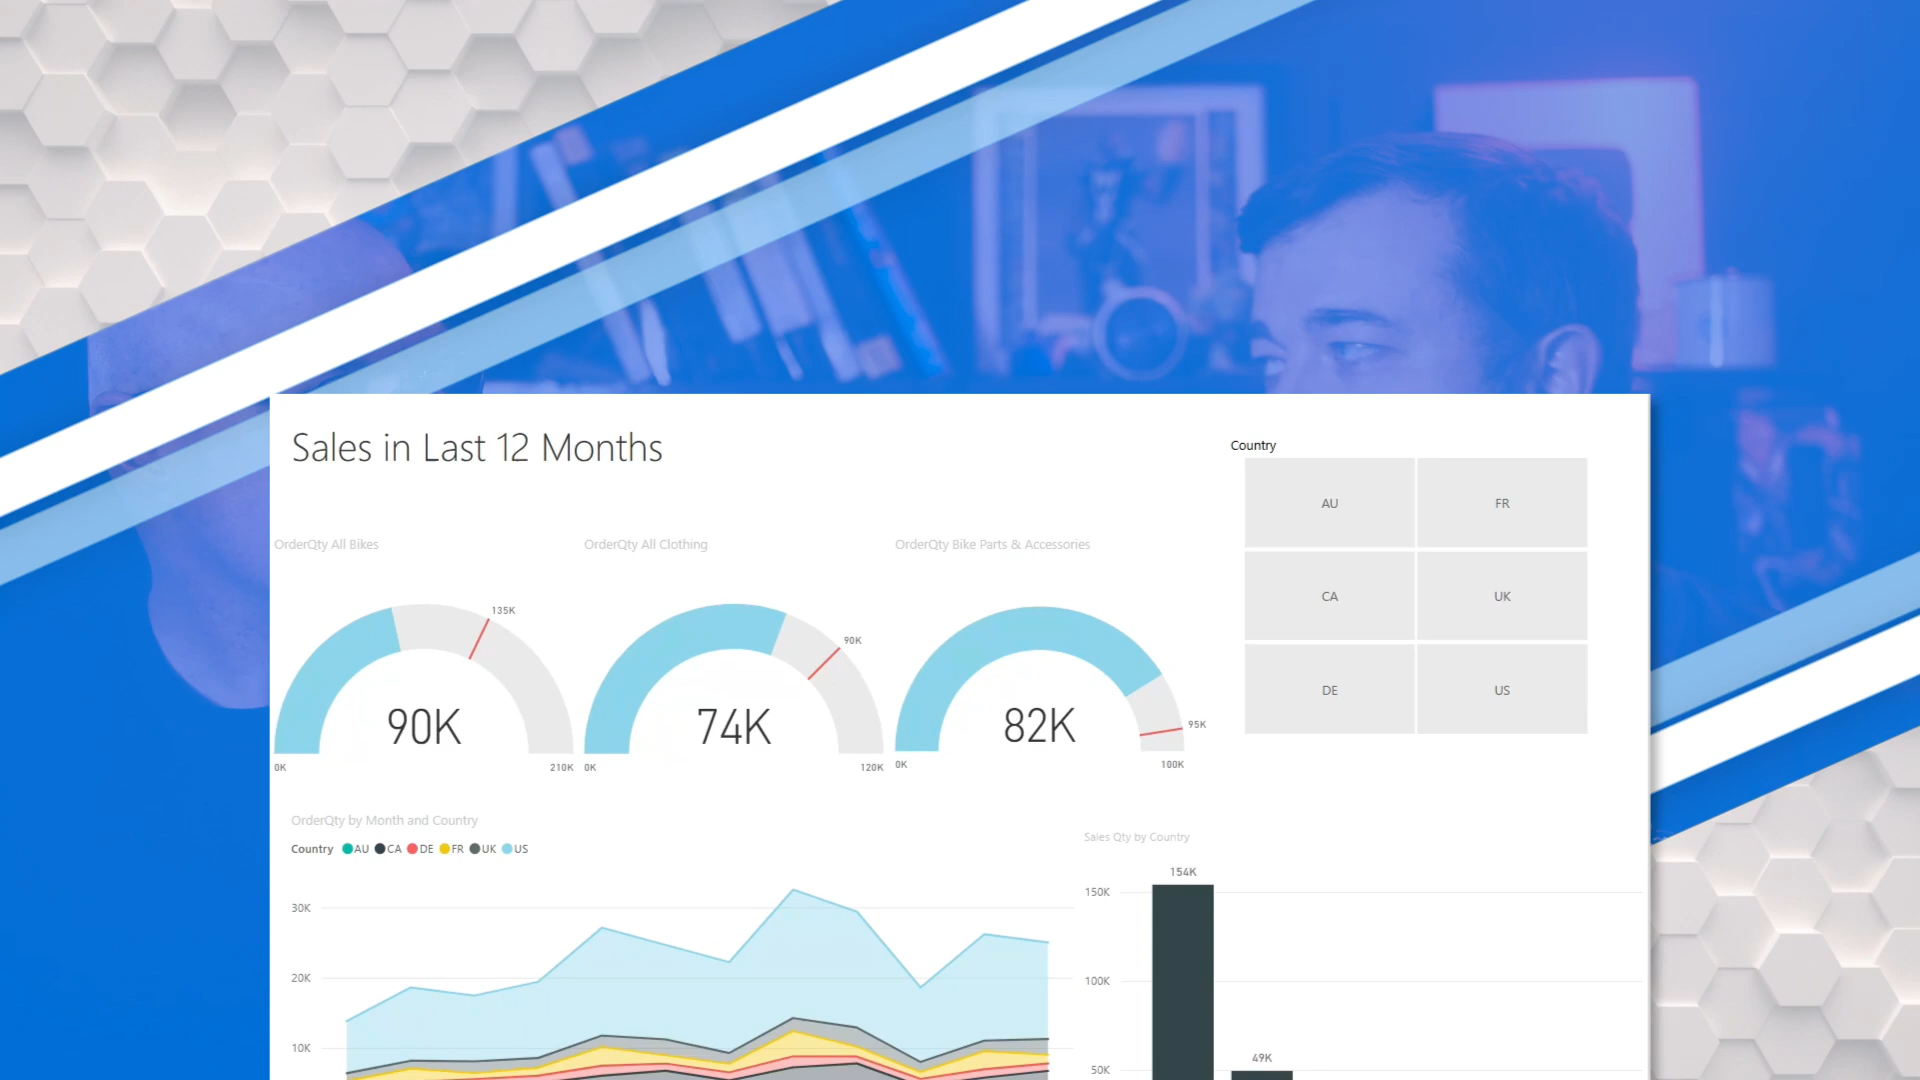 Sales in Last 12 Months
Country
AU
FR
CA
UK
DE
US
OrderQty All Bikes
135K
90K
0K
210K
OrderQty All Clothing
90K
74K
0K
120K
OrderQty Bike Parts & Accessories
95K
82K
0K
100K
OrderQty by Month and Country
Country AU CA DE FR UK US
30K
20K
10K
Sales Qty by Country
154K
150K
100K
49K
50K